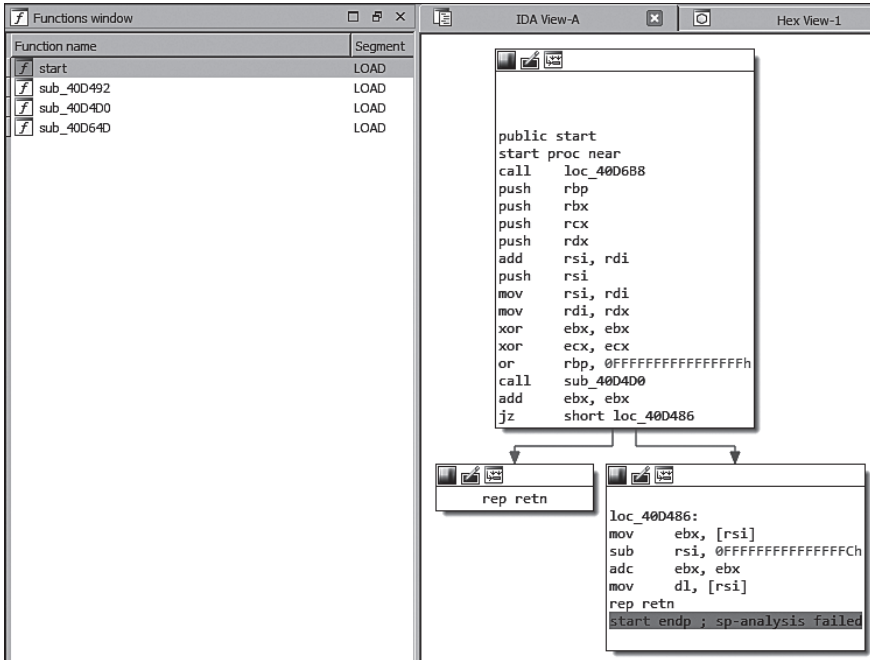 Functions window
Function name Segment
f start LOAD
f sub_40D492 LOAD
f sub_40D4D0 LOAD
f sub_40D64D LOAD
IDA View-A
Hex View-1
public start
start proc near
call loc_40D6B8
push rbp
push rbx
push rcx
push rdx
add rsi, rdi
push rsi
mov rsi, rdi
mov rdi, rdx
xor ebx, ebx
xor ecx, ecx
or rbp, 0FFFFFFFFFFFFFFFFh
call sub_40D4D0
add ebx, ebx
jz short loc_40D486
rep retn
loc_40D486:
mov ebx, [rsi]
sub rsi, 0FFFFFFFFFFFFFFFCh
adc ebx, ebx
mov dl, [rsi]
rep retn
start endp ; sp-analysis failed